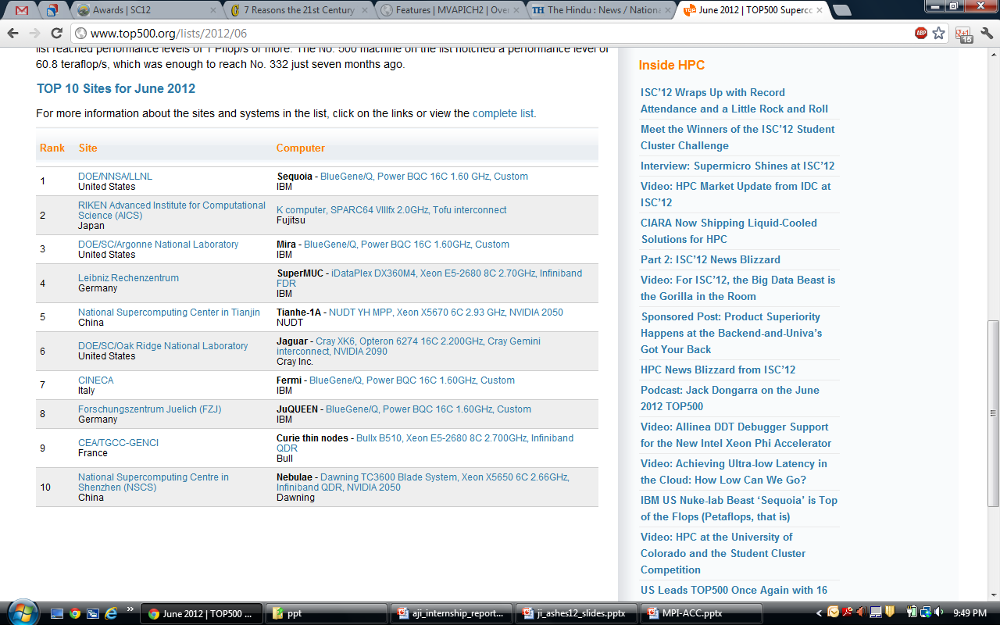 Awards | SC12
7 Reasons the 21st Century
Features | MVAPICH2 | Over
The Hindu : News / Nationa
June 2012 | TOP500 Superco
www.top500.org/lists/2012/06
ABP
15
list reached performance levels of 1 Pflop/s or more. The No. 500 machine on the list notched a performance level of
60.8 teraflop/s, which was enough to reach No. 332 just seven months ago.
TOP 10 Sites for June 2012
For more information about the sites and systems in the list, click on the links or view the complete list.
Rank Site Computer
1
DOE/NNSA/LLNL
United States
Sequoia - BlueGene/Q, Power BQC 16C 1.60 GHz, Custom
IBM
2
RIKEN Advanced Institute for Computational
Science (AICS)
Japan
K computer, SPARC64 VIIIfx 2.0GHz, Tofu interconnect
Fujitsu
3
DOE/SC/Argonne National Laboratory
United States
Mira - BlueGene/Q, Power BQC 16C 1.60GHz, Custom
IBM
4
Leibniz Rechenzentrum
Germany
SuperMUC - iDataPlex DX360M4, Xeon E5-2680 8C 2.70GHz, Infiniband
FDR
IBM
5
National Supercomputing Center in Tianjin
China
Tianhe-1A - NUDT YH MPP, Xeon X5670 6C 2.93 GHz, NVIDIA 2050
NUDT
6
DOE/SC/Oak Ridge National Laboratory
United States
Jaguar - Cray XK6, Opteron 6274 16C 2.200GHz, Cray Gemini
interconnect, NVIDIA 2090
Cray Inc.
7
CINECA
Italy
Fermi - BlueGene/Q, Power BQC 16C 1.60GHz, Custom
IBM
8
Forschungszentrum Juelich (FZJ)
Germany
JuQUEEN - BlueGene/Q, Power BQC 16C 1.60GHz, Custom
IBM
9
CEA/TGCC-GENCI
France
Curie thin nodes - Bullx B510, Xeon E5-2680 8C 2.700GHz, Infiniband
QDR
Bull
10
National Supercomputing Centre in
Shenzhen (NSCS)
China
Nebulae - Dawning TC3600 Blade System, Xeon X5650 6C 2.66GHz,
Infiniband QDR, NVIDIA 2050
Dawning
Inside HPC
ISC’12 Wraps Up with Record
Attendance and a Little Rock and Roll
Meet the Winners of the ISC’12 Student
Cluster Challenge
Interview: Supermicro Shines at ISC’12
Video: HPC Market Update from IDC at
ISC’12
CIARA Now Shipping Liquid-Cooled
Solutions for HPC
Part 2: ISC’12 News Blizzard
Video: For ISC’12, the Big Data Beast is
the Gorilla in the Room
Sponsored Post: Product Superiority
Happens at the Backend-and-Univa’s
Got Your Back
HPC News Blizzard from ISC’12
Podcast: Jack Dongarra on the June
2012 TOP500
Video: Allinea DDT Debugger Support
for the New Intel Xeon Phi Accelerator
Video: Achieving Ultra-low Latency in
the Cloud: How Low Can We Go?
IBM US Nuke-lab Beast ‘Sequoia’ is Top
of the Flops (Petaflops, that is)
Video: HPC at the University of
Colorado and the Student Cluster
Competition
US Leads TOP500 Once Again with 16
June 2012 | TOP500 ...
ppt
aji_internship_report...
ji_ashes12_slides.pptx
MPI-ACC.pptx
9:49 PM